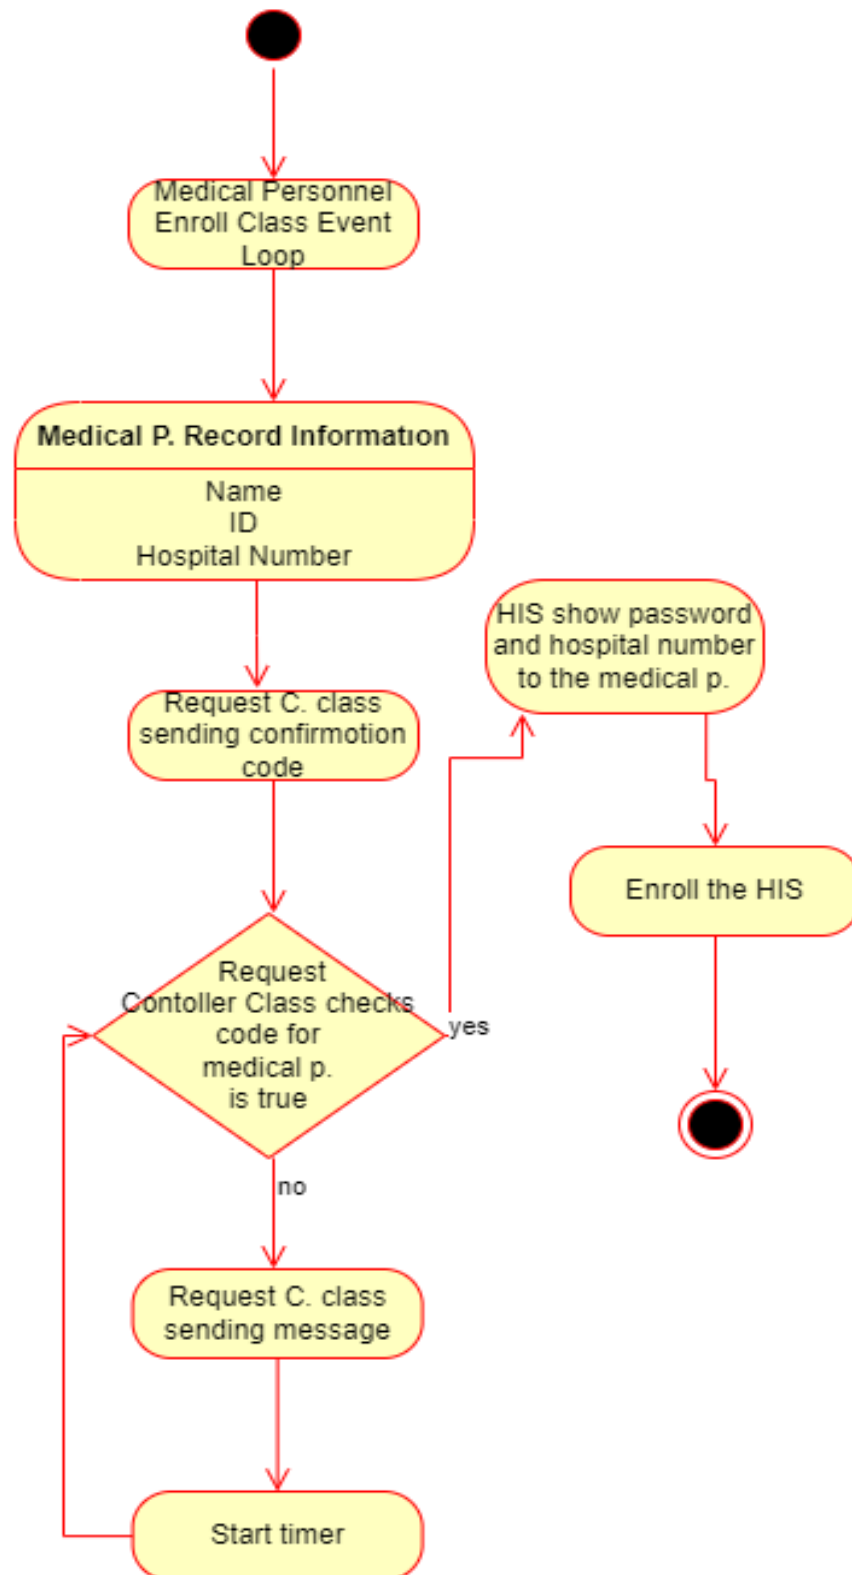 Medical Personnel
Enroll Class Event
Loop
Medical P. Record Informatıon
Name
ID
Hospital Number
Request C. class
sending confirmotion
code
Request
Contoller Class checks
code for
medical p.
is true
yes
no
Request C. class
sending message
Start timer
HIS show password
and hospital number
to the medical p.
Enroll the HIS